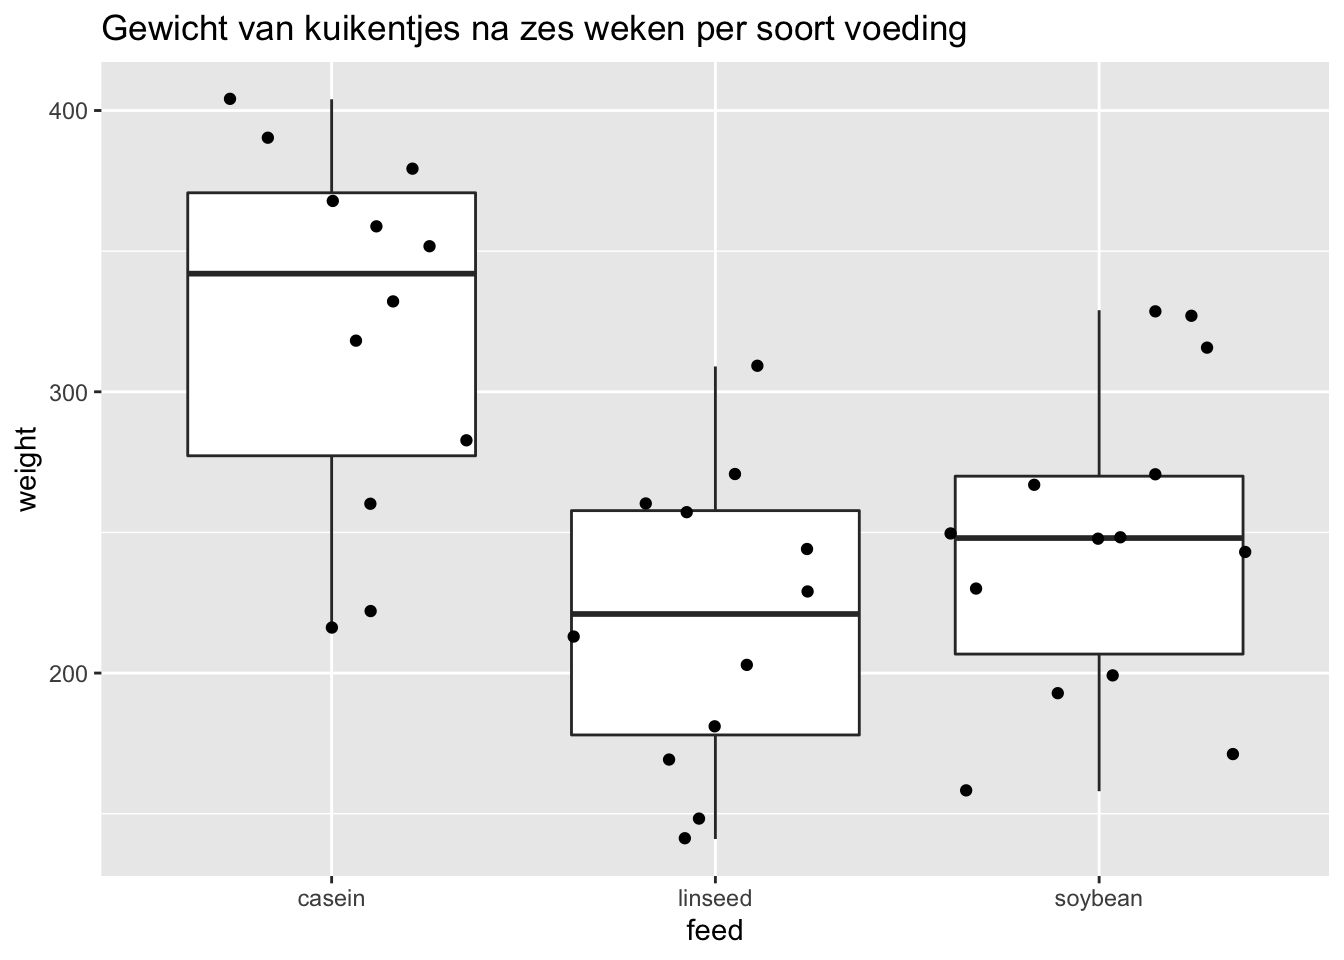 Gewicht van kuikentjes na zes weken per soort voeding
400
300
200
weight
casein
linseed
soybean
feed